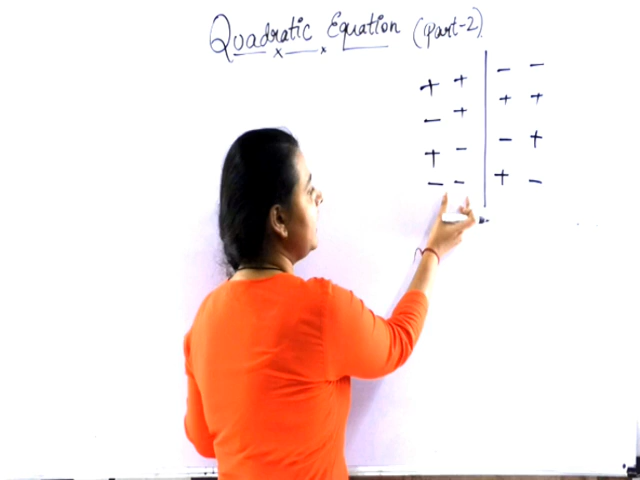 Quadratic Equation (Part-2)
+ + | - -
- + | + +
+ - | - +
- - | + -